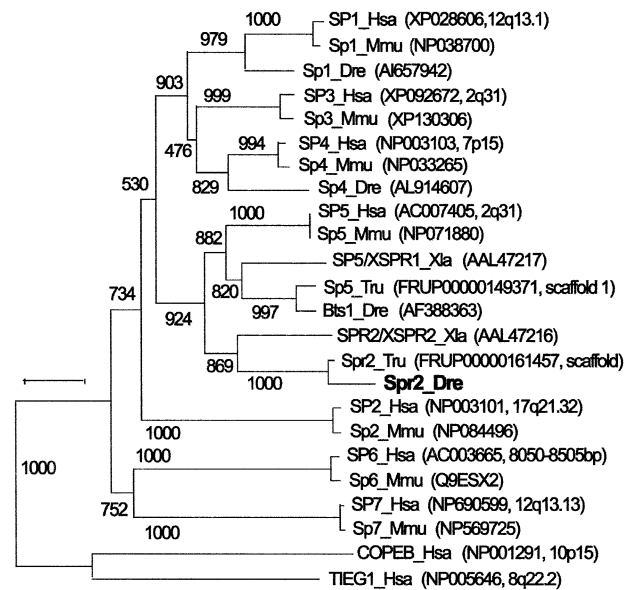 1000
SP1_Hsa (XP028606,12q13.1)
979
Sp1_Mmu (NP038700)
Sp1_Dre (AI657942)
903
999
SP3_Hsa (XP092672, 2q31)
Sp3_Mmu (XP130306)
476
994
SP4_Hsa (NP003103, 7p15)
Sp4_Mmu (NP033265)
829
Sp4_Dre (AL914607)
530
1000
SP5_Hsa (AC007405, 2q31)
882
Sp5_Mmu (NP071880)
SP5/XSPR1_Xla (AAL47217)
734
820
Sp5_Tru (FRUP00000149371, scaffold 1)
924
997
Bts1_Dre (AF388363)
SPR2/XSPR2_Xla (AAL47216)
869
Spr2_Tru (FRUP00000161457, scaffold)
1000
Spr2_Dre
SP2_Hsa (NP003101, 17q21.32)
1000
Sp2_Mmu (NP084496)
1000
SP6_Hsa (AC003665, 8050-8505bp)
1000
Sp6_Mmu (Q9ESX2)
752
SP7_Hsa (NP690599, 12q13.13)
1000
Sp7_Mmu (NP569725)
COPEB_Hsa (NP001291, 10p15)
TIEG1_Hsa (NP005646, 8q22.2)